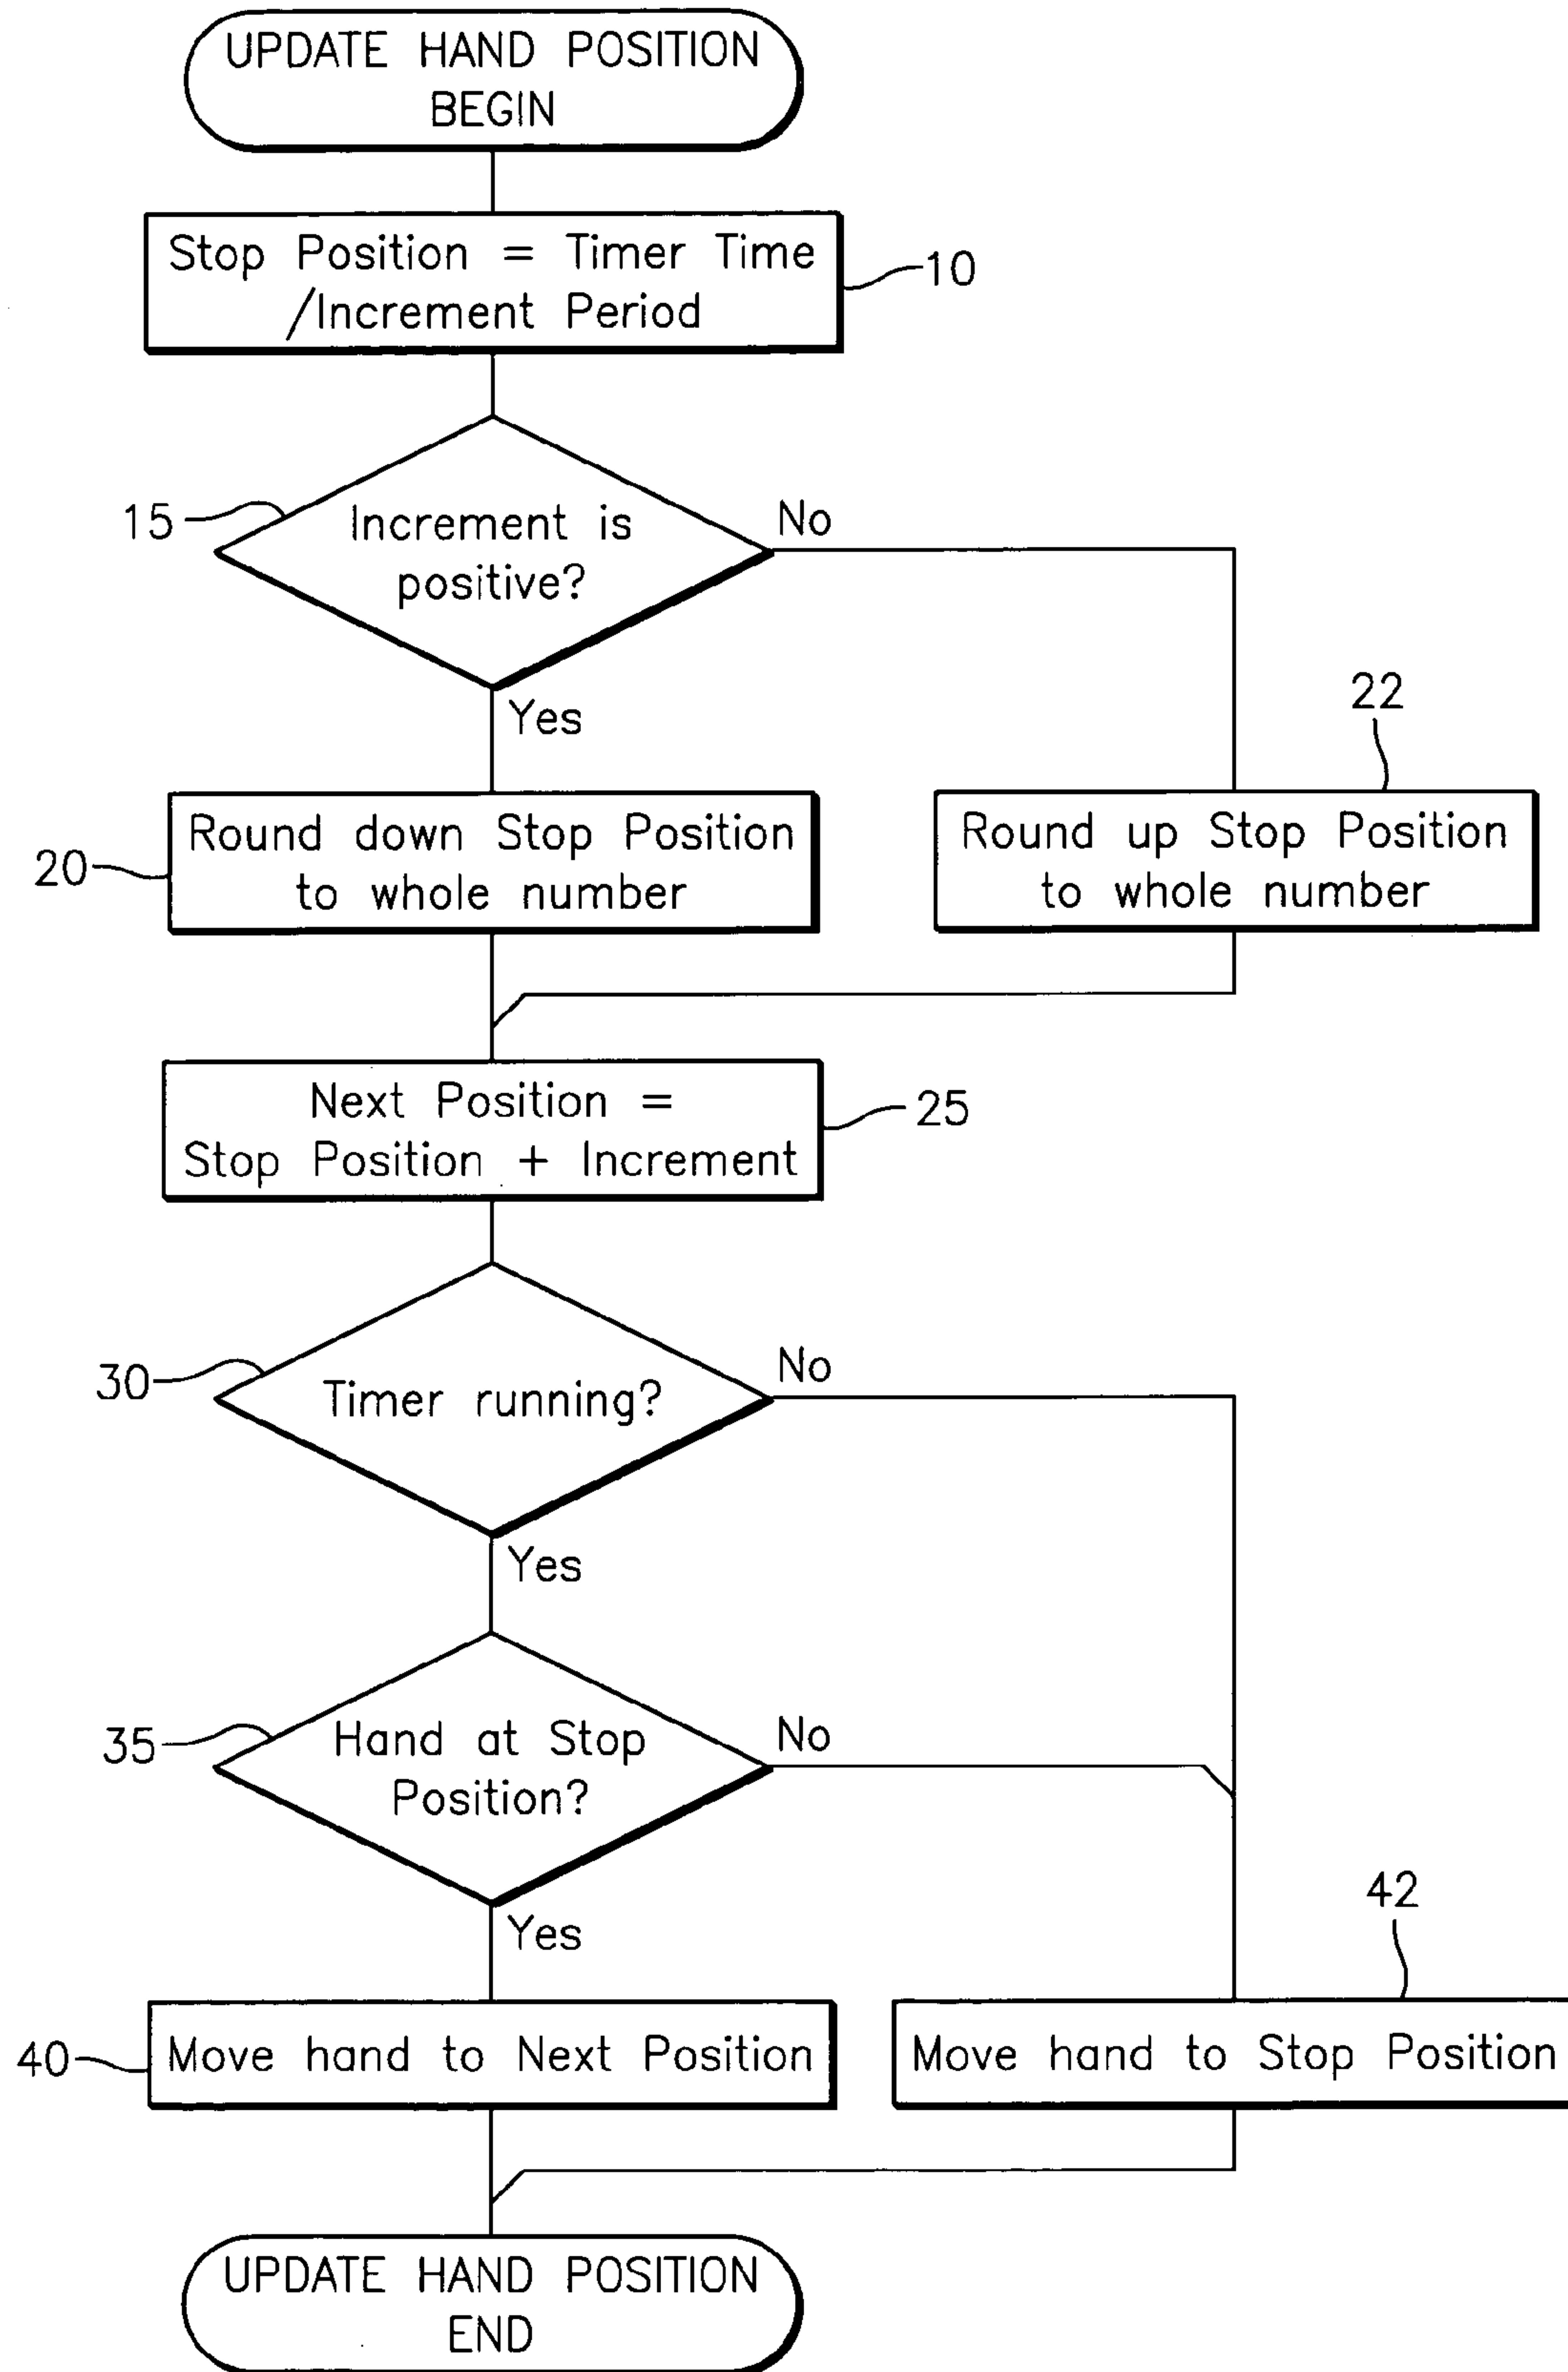 UPDATE HAND POSITION
BEGIN
Stop Position = Timer Time
/Increment Period
10
15
Increment is
positive?
No
Yes
22
20
Round down Stop Position
to whole number
Round up Stop Position
to whole number
Next Position =
Stop Position + Increment
25
30
Timer running?
No
Yes
35
Hand at Stop
Position?
No
Yes
42
40
Move hand to Next Position
Move hand to Stop Position
UPDATE HAND POSITION
END